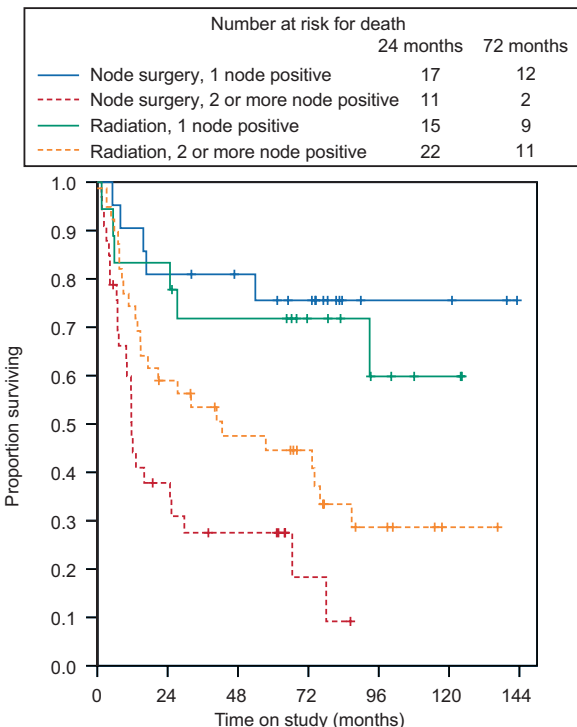 Number at risk for death
24 months 72 months
Node surgery, 1 node positive 17 12
Node surgery, 2 or more node positive 11 2
Radiation, 1 node positive 15 9
Radiation, 2 or more node positive 22 11
1.0
0.9
0.8
0.7
0.6
0.5
0.4
0.3
0.2
0.1
0.0
Proportion surviving
0 24 48 72 96 120 144
Time on study (months)